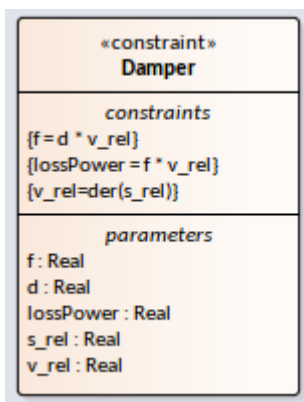 «constraint»
Damper
constraints
{f=d * v_rel}
{lossPower=f * v_rel}
{v_rel=der(s_rel)}
parameters
f : Real
d : Real
lossPower : Real
s_rel : Real
v_rel : Real